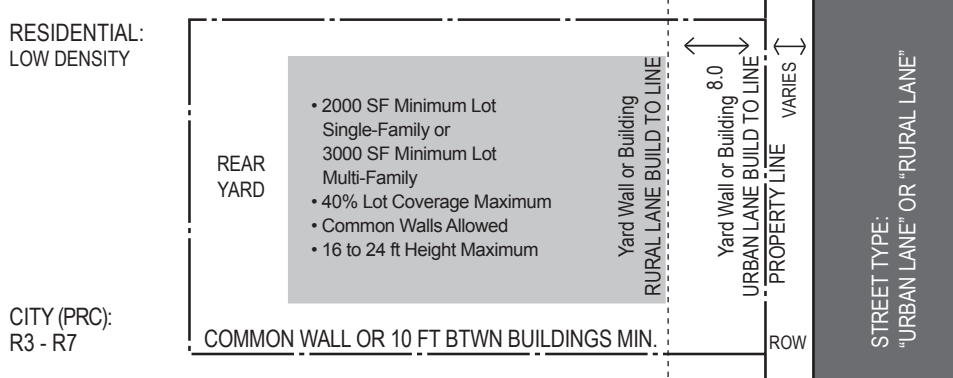 RESIDENTIAL:
LOW DENSITY
REAR
YARD
• 2000 SF Minimum Lot
Single-Family or
3000 SF Minimum Lot
Multi-Family
• 40% Lot Coverage Maximum
• Common Walls Allowed
• 16 to 24 ft Height Maximum
Yard Wall or Building
RURAL LANE BUILD TO LINE
8.0
Yard Wall or Building
URBAN LANE BUILD TO LINE
PROPERTY LINE
VARIES
STREET TYPE:
“URBAN LANE” OR “RURAL LANE”
CITY (PRC):
R3 - R7
COMMON WALL OR 10 FT BTWN BUILDINGS MIN.
ROW